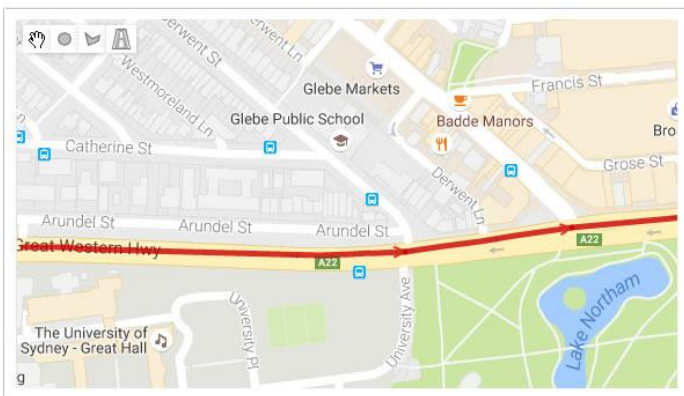 Derwent St
Derwent Ln
Westmoreland Ln
Glebe Markets
Francis St
Glebe Public School
Badde Manors
Bro
Catherine St
Grose St
Derwent Ln
Arundel St
Arundel St
Arundel St
Great Western Hwy
A22
A22
University Ave
University Pl
Lake Northam
The University of
Sydney - Great Hall
g